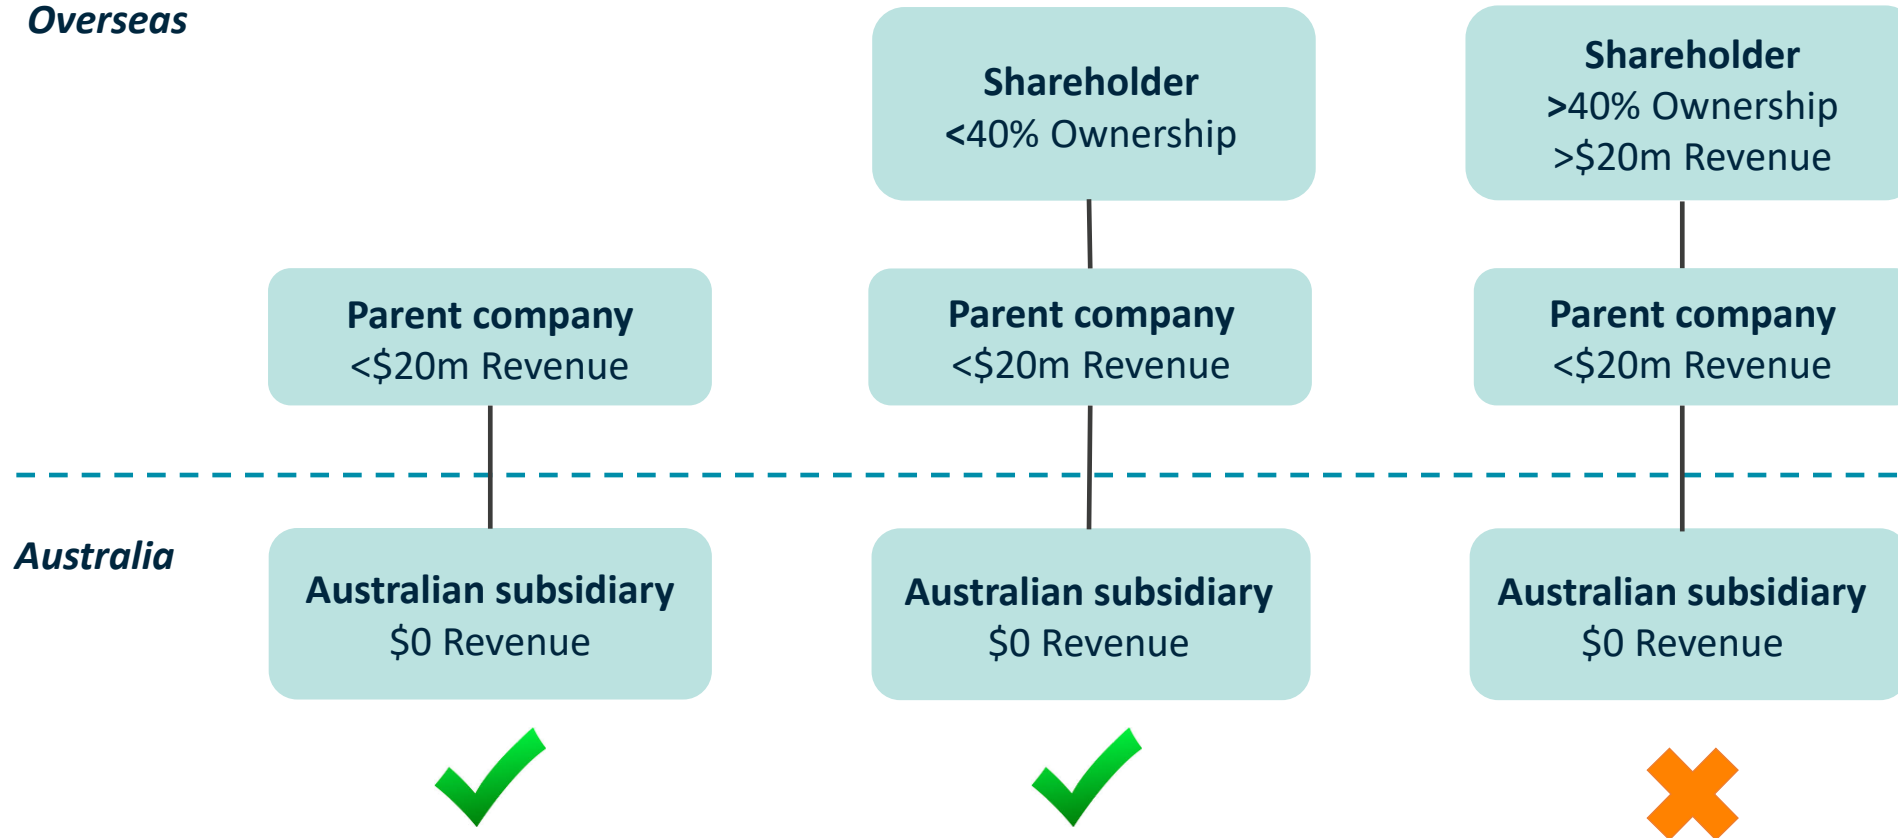 Overseas
Shareholder
<40% Ownership
Shareholder
>40% Ownership
>$20m Revenue
Parent company
<$20m Revenue
Parent company
<$20m Revenue
Parent company
<$20m Revenue
Australia
Australian subsidiary
$0 Revenue
Australian subsidiary
$0 Revenue
Australian subsidiary
$0 Revenue